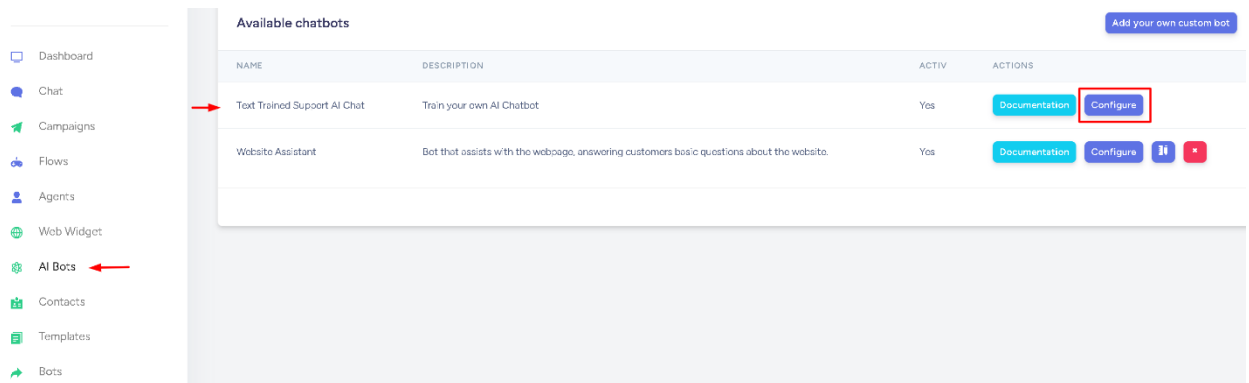 Dashboard
Chat
Campaigns
Flows
Agents
Web Widget
AI Bots
Contacts
Templates
Bots
Available chatbots
Add your own custom bot
NAME DESCRIPTION ACTIV ACTIONS
Text Trained Support AI Chat Train your own AI Chatbot Yes Documentation Configure
Website Assistant Bot that assists with the webpage, answering customers basic questions about the website. Yes Documentation Configure